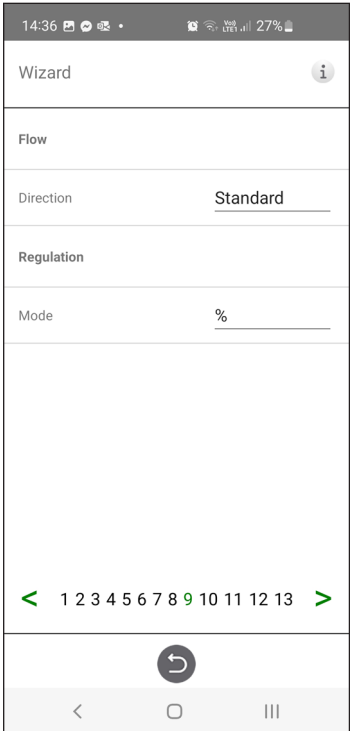 14:36 27%
Wizard i
Flow
Direction Standard
Regulation
Mode %
< 1 2 3 4 5 6 7 8 9 10 11 12 13 >